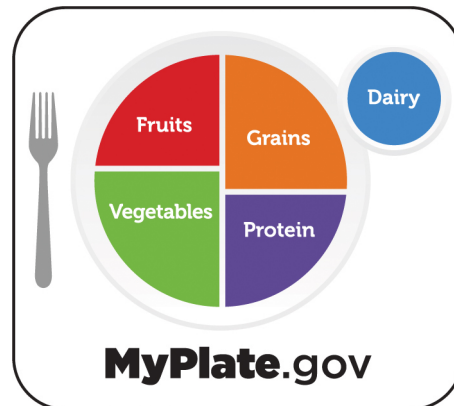 Dairy
Fruits
Grains
Vegetables
Protein
MyPlate.gov